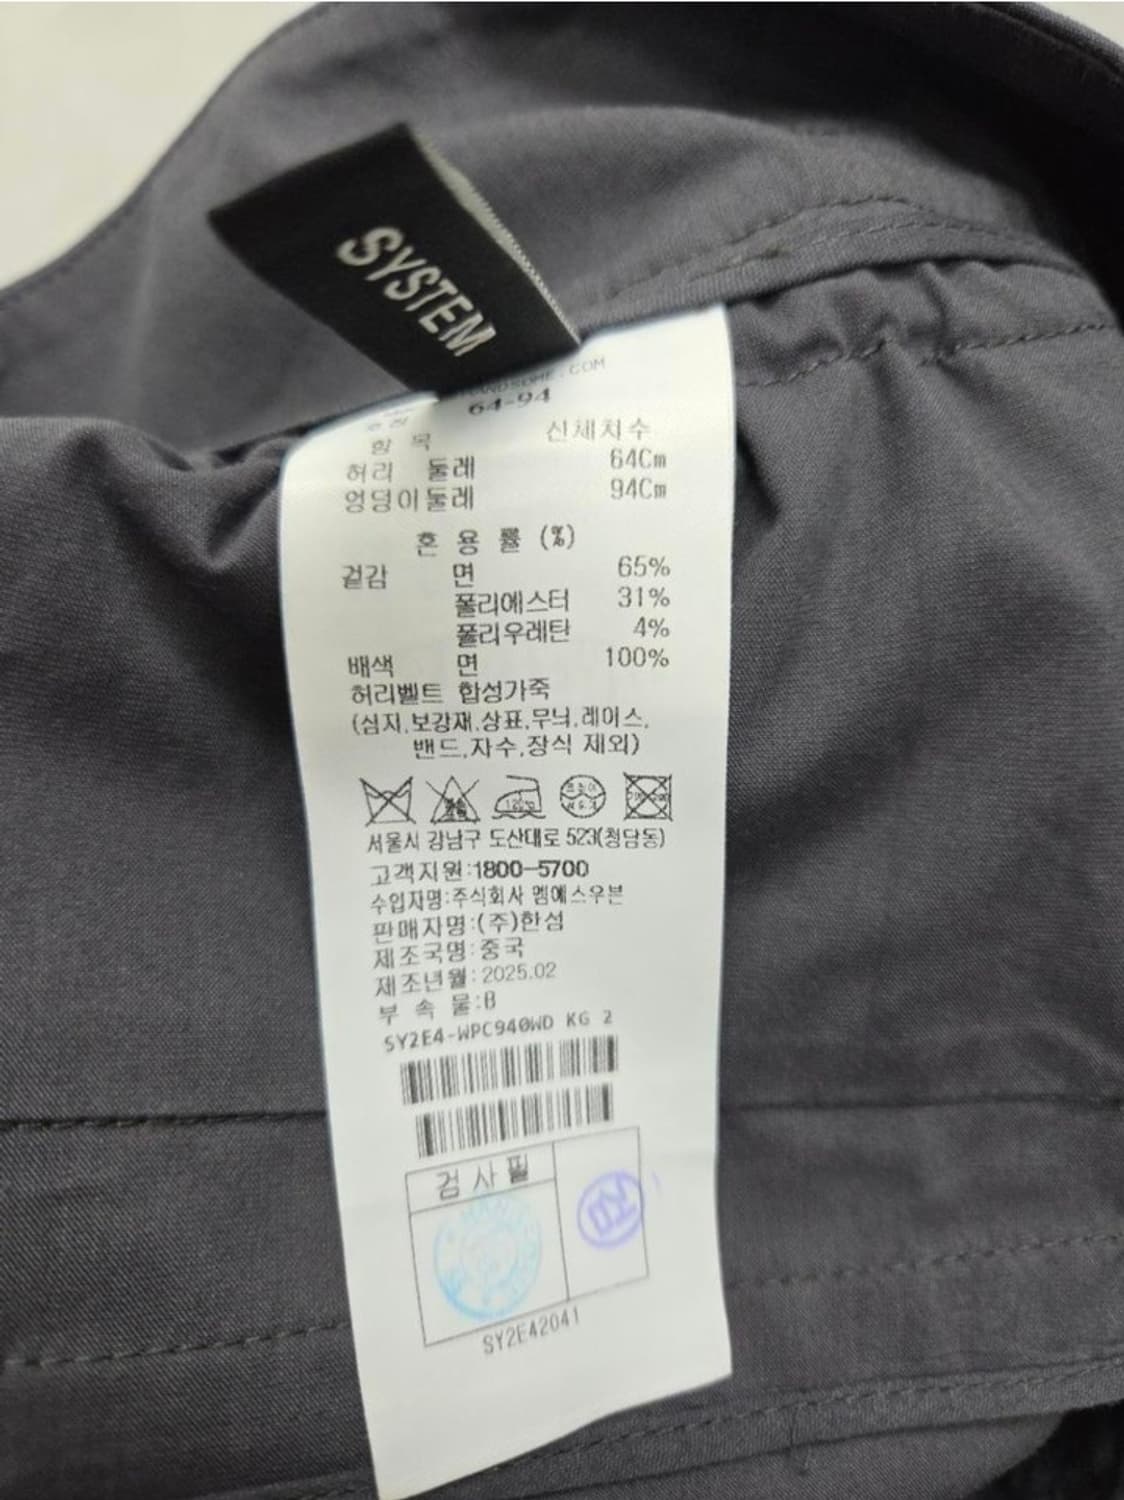 SYSTEM
HANDSOME.COM
64-94
항 목 신체치수
허리 둘레 64Cm
엉덩이둘레 94Cm
혼 용 률 (%)
겉감 면 65%
폴리에스터 31%
폴리우레탄 4%
배색 면 100%
허리벨트 합성가죽
(심지,보강재,상표,무늬,레이스,
밴드,자수,장식 제외)
서울시 강남구 도산대로 523(청담동)
고객지원:1800-5700
수입자명:주식회사 엠에스우븐
판매자명:(주)한섬
제조국명:중국
제조년월:2025.02
부 속 물:B
SY2E4-WPC940WD KG 2
검 사 필
SY2E42041